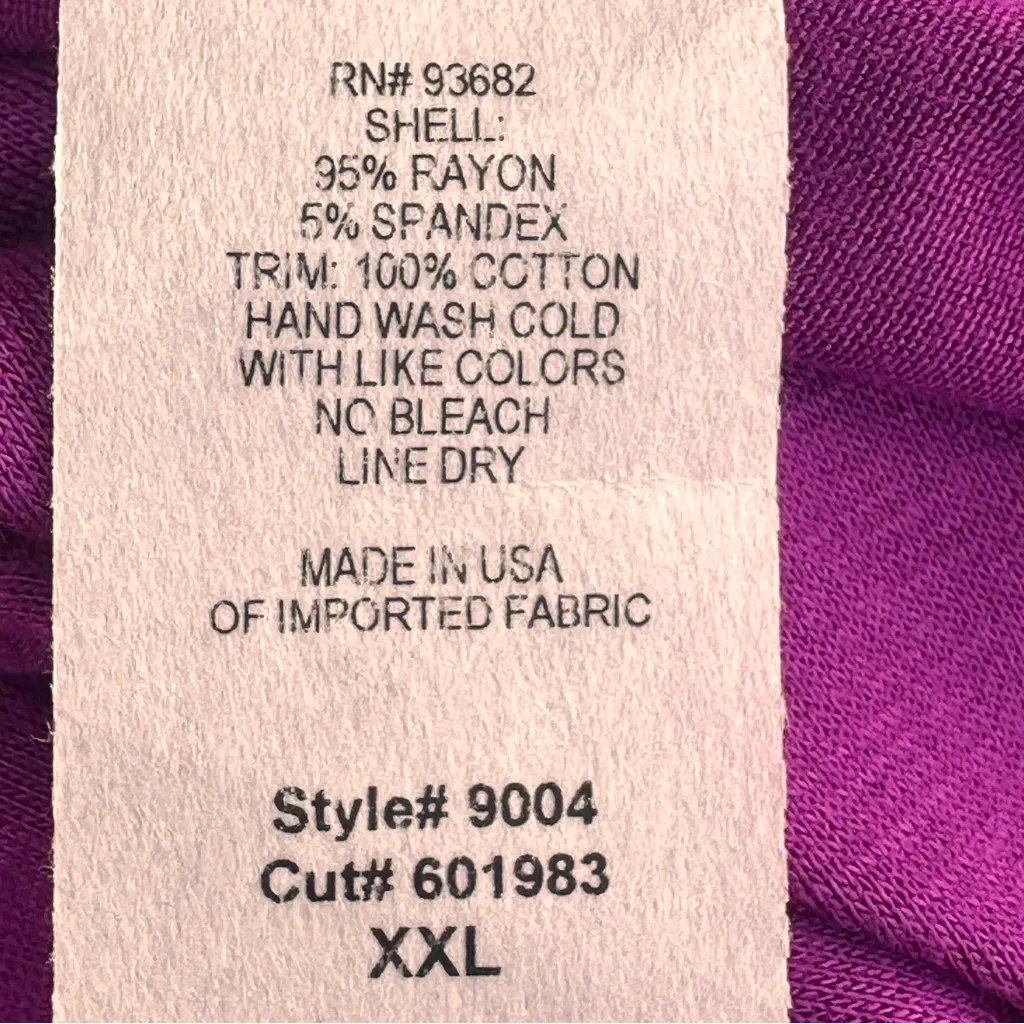 RN# 93682
SHELL:
95% RAYON
5% SPANDEX
TRIM: 100% COTTON
HAND WASH COLD
WITH LIKE COLORS
NO BLEACH
LINE DRY
MADE IN USA
OF IMPORTED FABRIC
Style# 9004
Cut# 601983
XXL